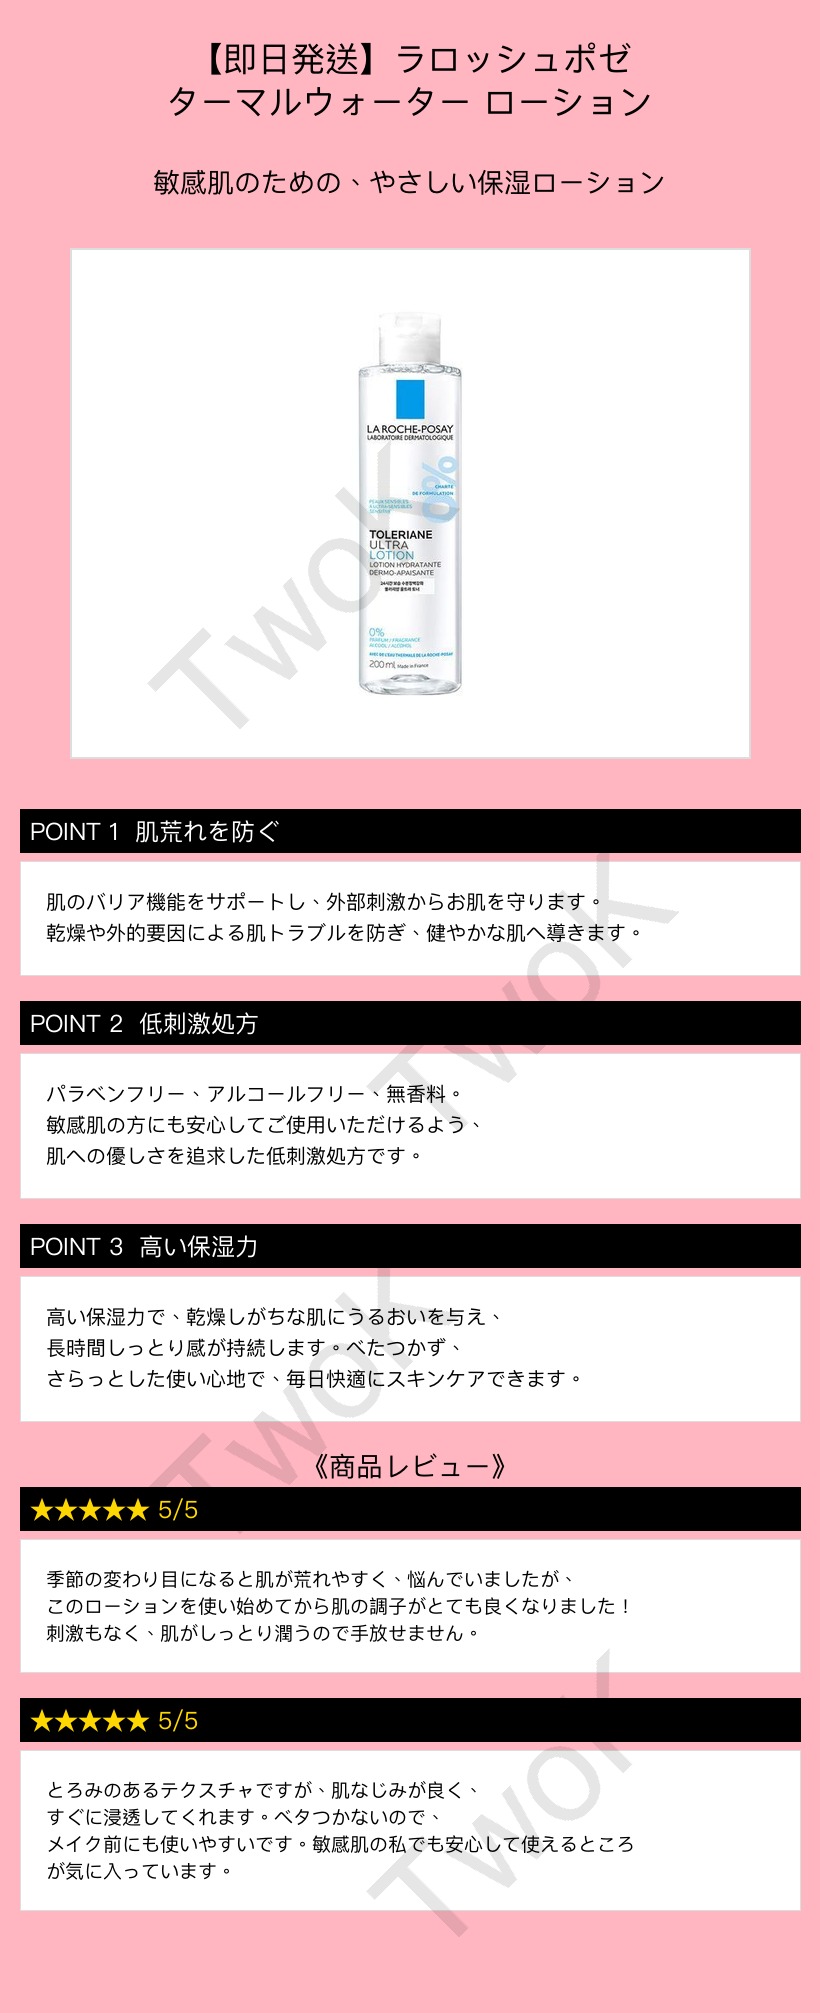 【即日発送】ラロッシュポゼ
ターマルウォーター ローション
敏感肌のための、やさしい保湿ローション
LA ROCHE-POSAY
LABORATOIRE DERMATOLOGIQUE
0%
CHARTE
DE FORMULATION
PEAUX SENSIBLES
À ULTRA-SENSIBLES
SENSITIVE
TOLERIANE
ULTRA
LOTION
LOTION HYDRATANTE
DERMO-APAISANTE
0%
PARFUM / FRAGRANCE
ALCOOL / ALCOHOL
AVEC DE L'EAU THERMALE DE LA ROCHE-POSAY
200 ml Made in France
TwoK
POINT 1 肌荒れを防ぐ
肌のバリア機能をサポートし、外部刺激からお肌を守ります。
乾燥や外的要因による肌トラブルを防ぎ、健やかな肌へ導きます。
TwoK
POINT 2 低刺激処方
パラベンフリー、アルコールフリー、無香料。
敏感肌の方にも安心してご使用いただけるよう、
肌への優しさを追求した低刺激処方です。
POINT 3 高い保湿力
高い保湿力で、乾燥しがちな肌にうるおいを与え、
長時間しっとり感が持続します。べたつかず、
さらっとした使い心地で、毎日快適にスキンケアできます。
TwoK
《商品レビュー》
★★★★★ 5/5
季節の変わり目になると肌が荒れやすく、悩んでいましたが、
このローションを使い始めてから肌の調子がとても良くなりました！
刺激もなく、肌がしっとり潤うので手放せません。
★★★★★ 5/5
とろみのあるテクスチャですが、肌なじみが良く、
すぐに浸透してくれます。ベタつかないので、
メイク前にも使いやすいです。敏感肌の私でも安心して使えるところ
が気に入っています。
TwoK